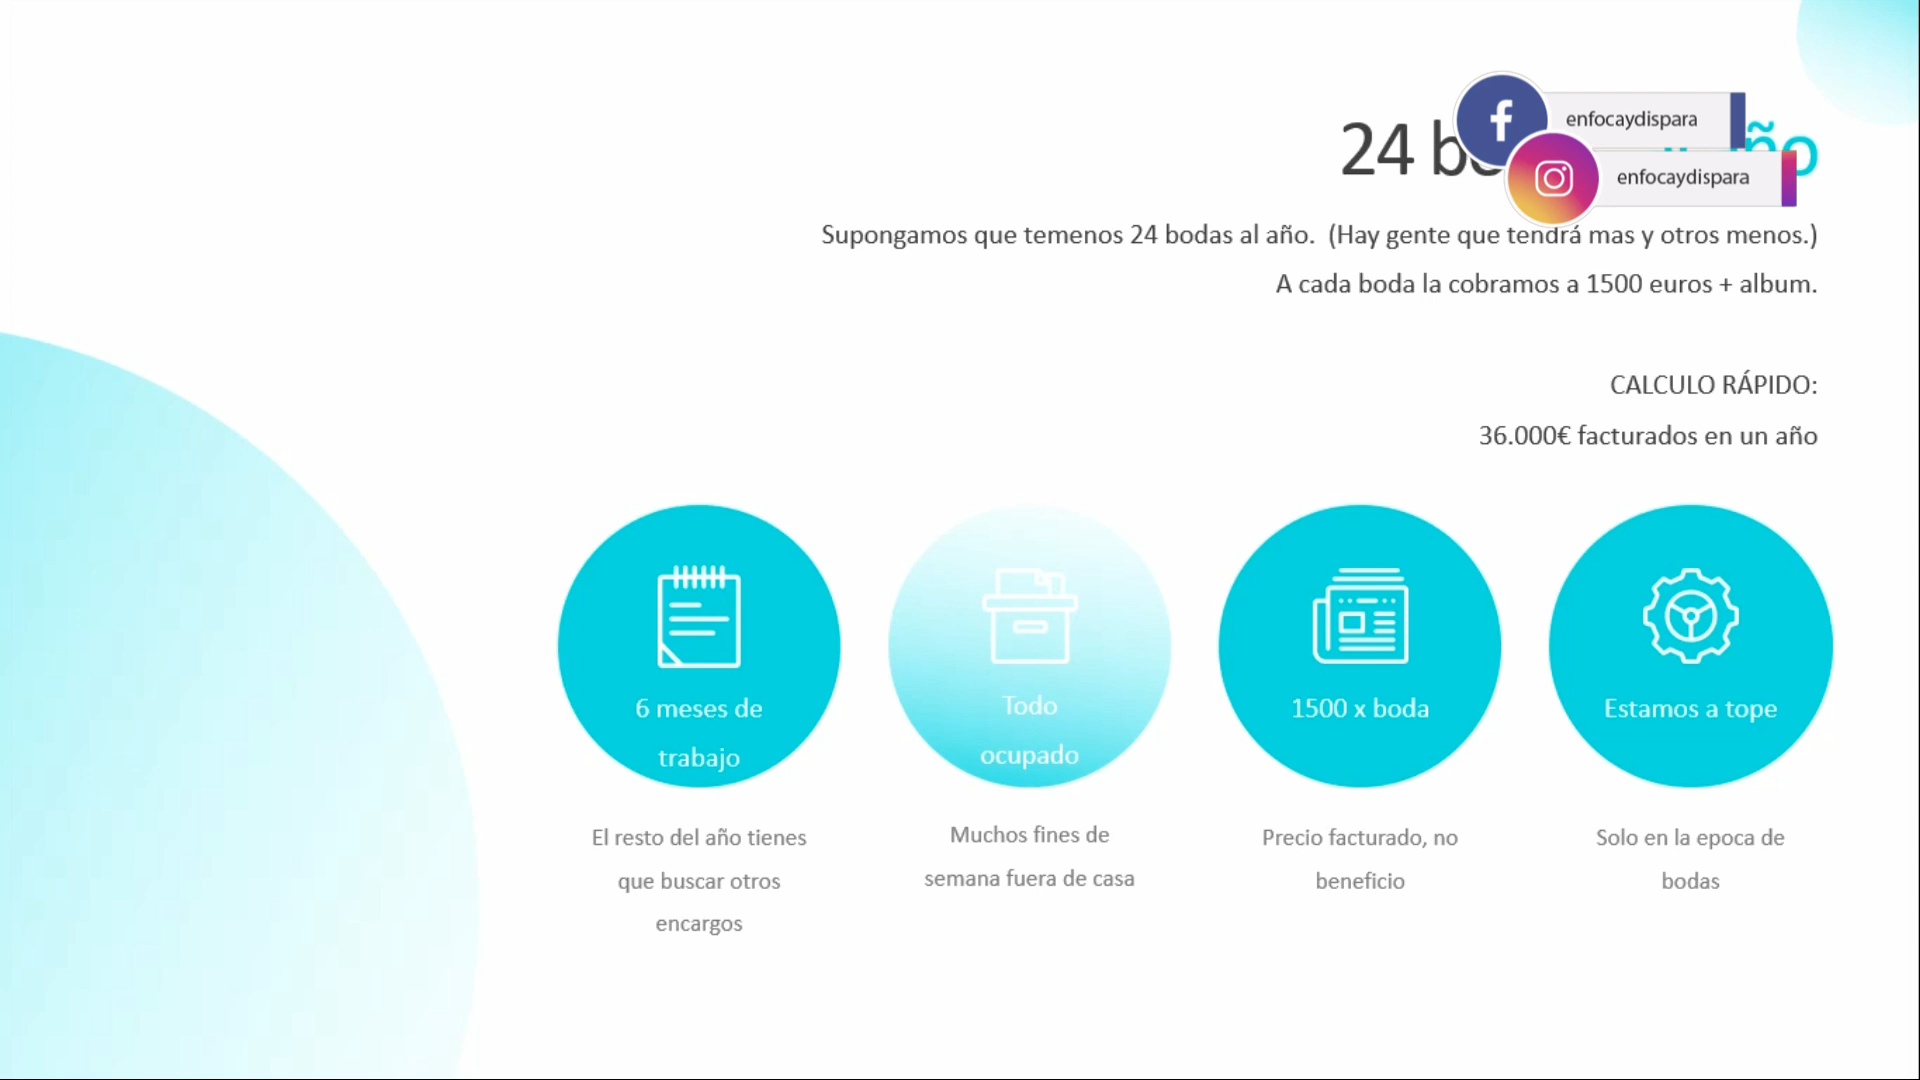 24
ño
enfocaydispara
enfocaydispara
Supongamos que temenos 24 bodas al año. (Hay gente que tendrá mas y otros menos.)
A cada boda la cobramos a 1500 euros + album.
CALCULO RÁPIDO:
36.000€ facturados en un año
6 meses de
trabajo
El resto del año tienes
que buscar otros
encargos
Todo
ocupado
Muchos fines de
semana fuera de casa
1500 x boda
Precio facturado, no
beneficio
Estamos a tope
Solo en la epoca de
bodas